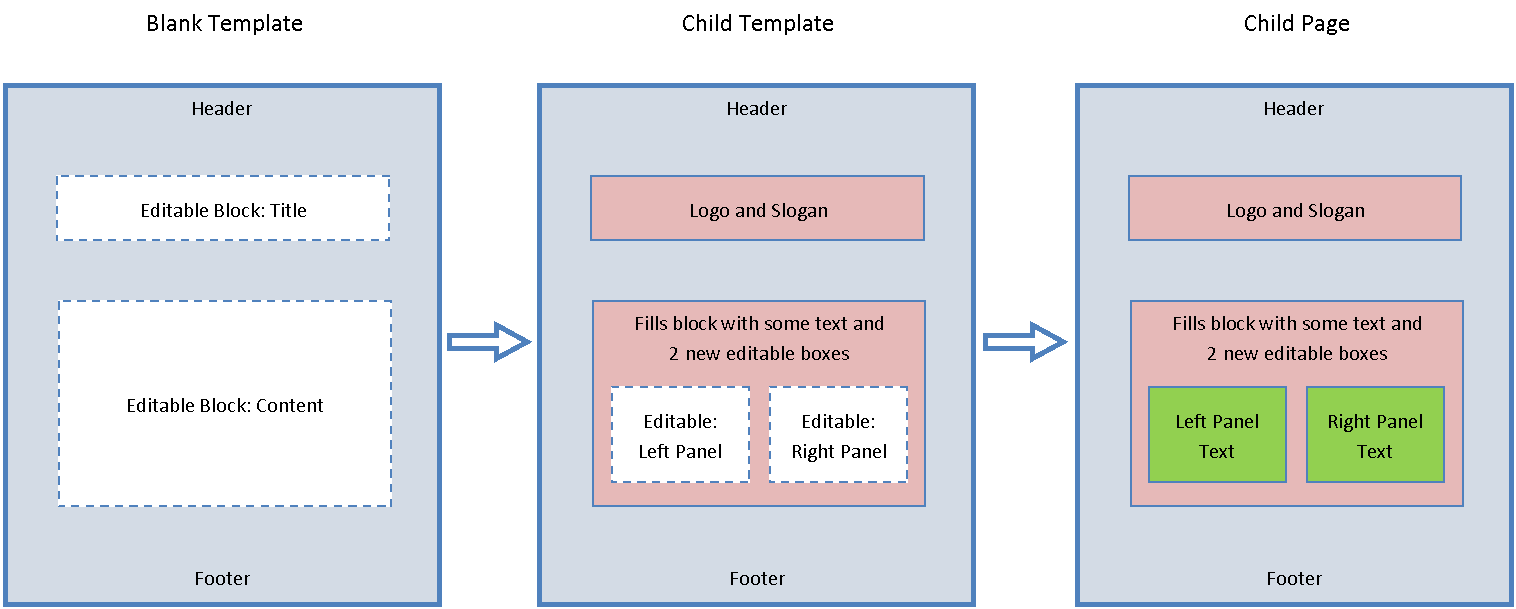 Blank Template
Child Template
Child Page
Header
Editable Block: Title
Editable Block: Content
Footer
Header
Logo and Slogan
Fills block with some text and
2 new editable boxes
Editable:
Left Panel
Editable:
Right Panel
Footer
Header
Logo and Slogan
Fills block with some text and
2 new editable boxes
Left Panel
Text
Right Panel
Text
Footer